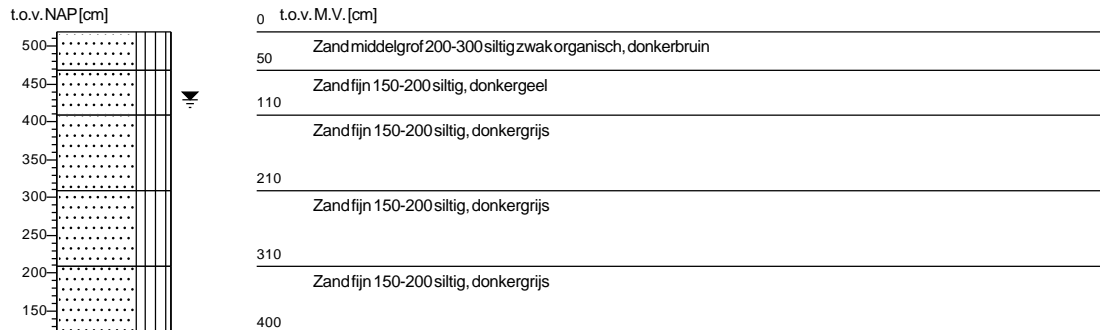 t.o.v. NAP [cm]
0 t.o.v. M.V. [cm]
500
Zand middelgrof 200-300 siltig zwak organisch, donkerbruin
50
450
Zand fijn 150-200 siltig, donkergeel
110
400
Zand fijn 150-200 siltig, donkergrijs
350
210
300
Zand fijn 150-200 siltig, donkergrijs
250
310
200
Zand fijn 150-200 siltig, donkergrijs
150
400